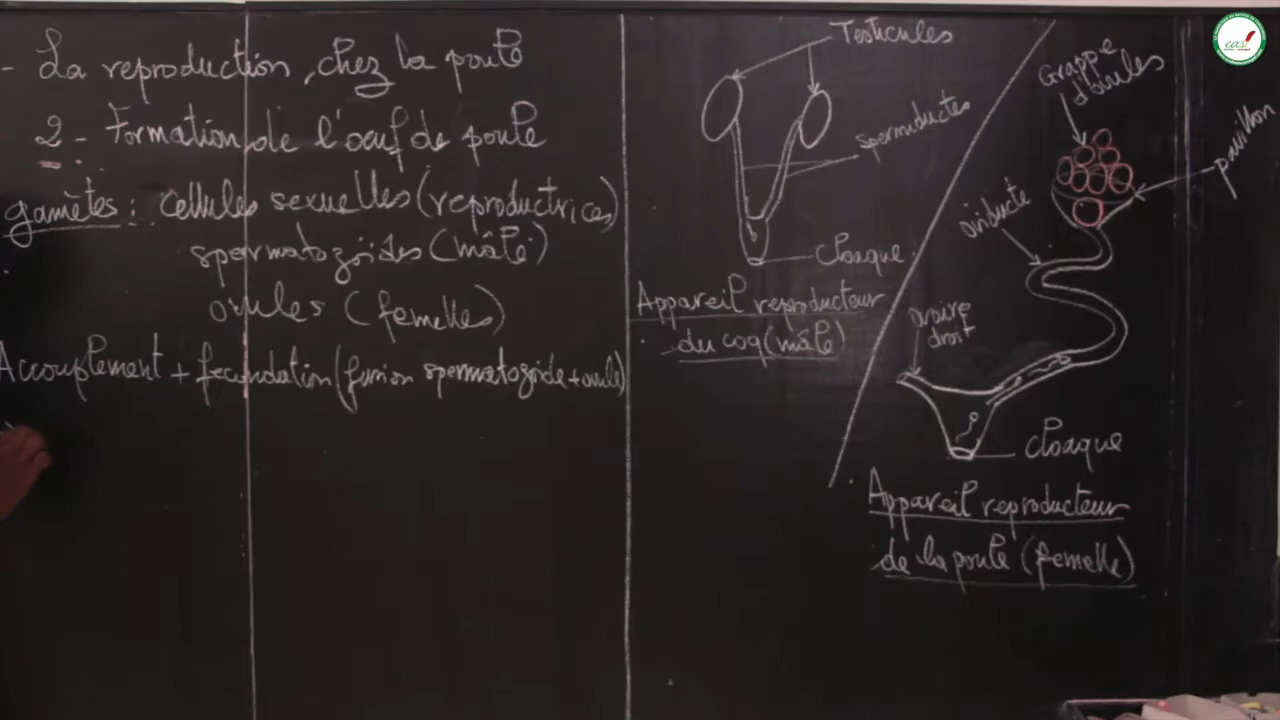 - La reproduction chez la poule
2 - Formation de l'œuf de poule
gamètes : cellules sexuelles (reproductrices)
spermatozoïdes (mâle)
ovules (femelles)
Accouplement + fecondation (fusion spermatozoïde + ovule)
Testicules
spermiductes
Cloaque
Appareil reproducteur
du coq (mâle)
Grappe
d'ovules
pavillon
oviducte
ovaire
droit
cloaque
Appareil reproducteur
de la poule (femelle)
eas!